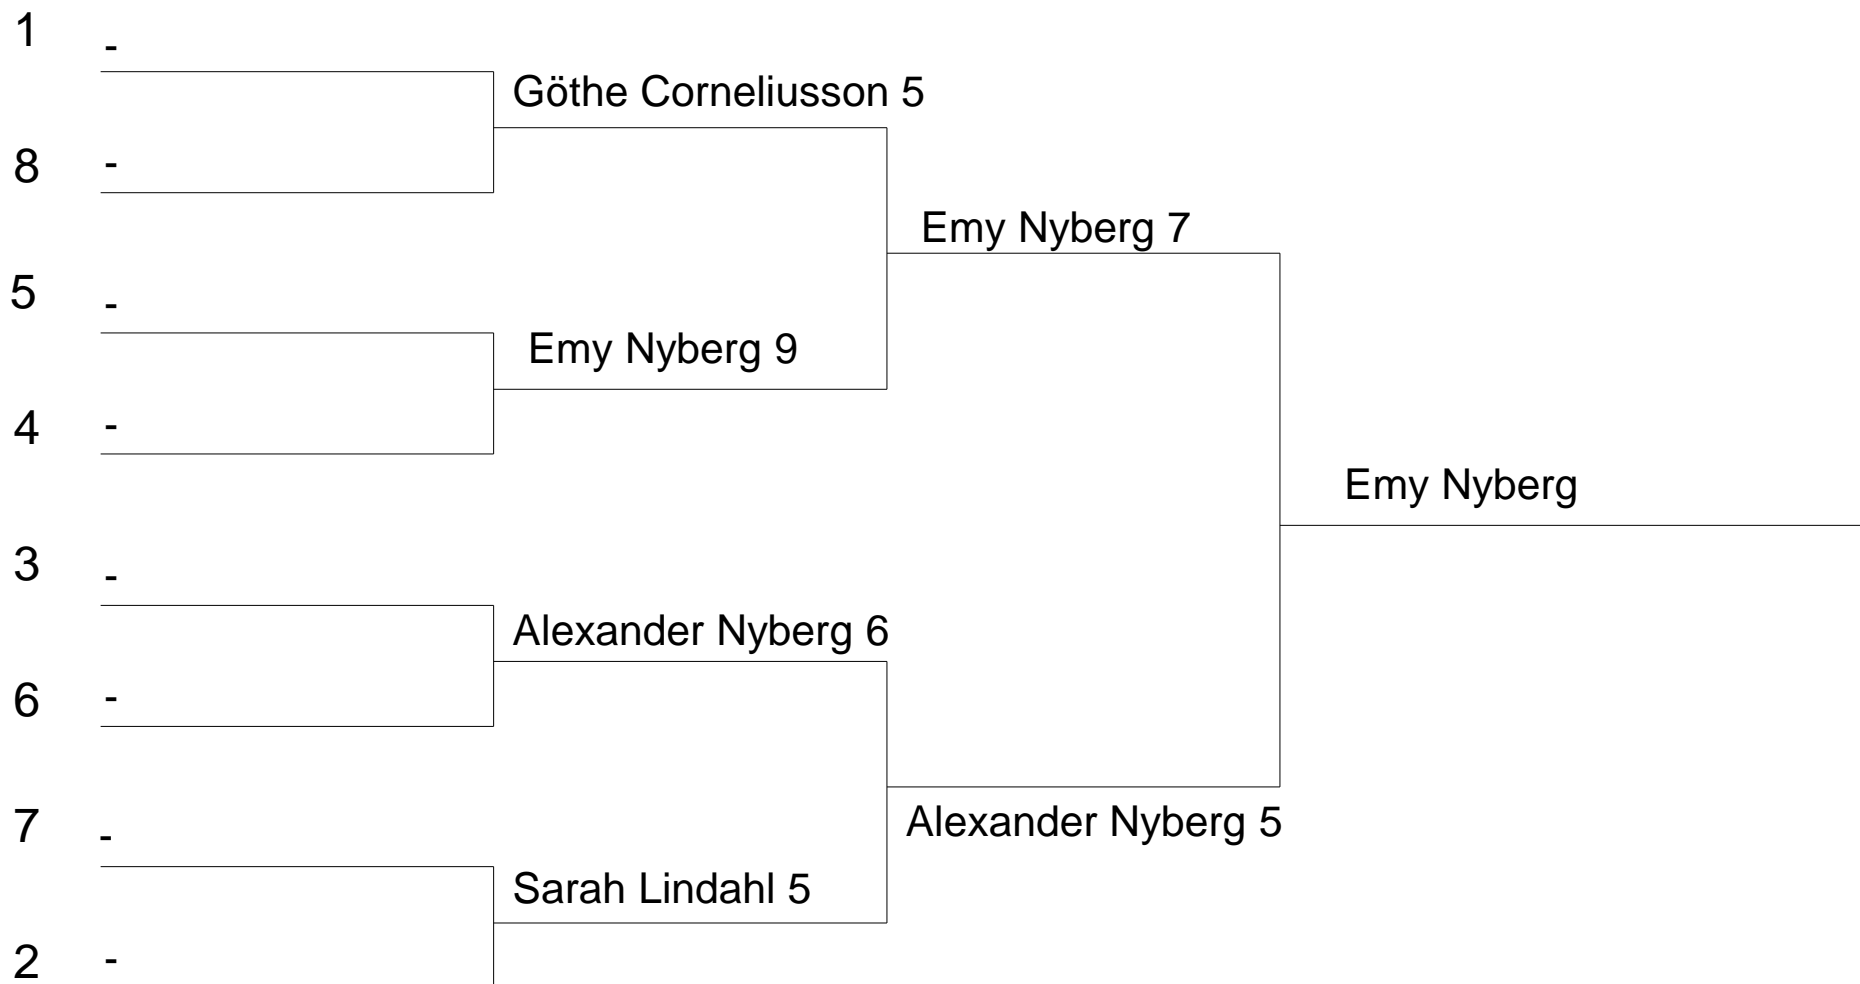 1 -
Göthe Corneliusson 5
8 -
Emy Nyberg 7
5 -
Emy Nyberg 9
4 -
Emy Nyberg
3 -
Alexander Nyberg 6
6 -
Alexander Nyberg 5
7 -
Sarah Lindahl 5
2 -